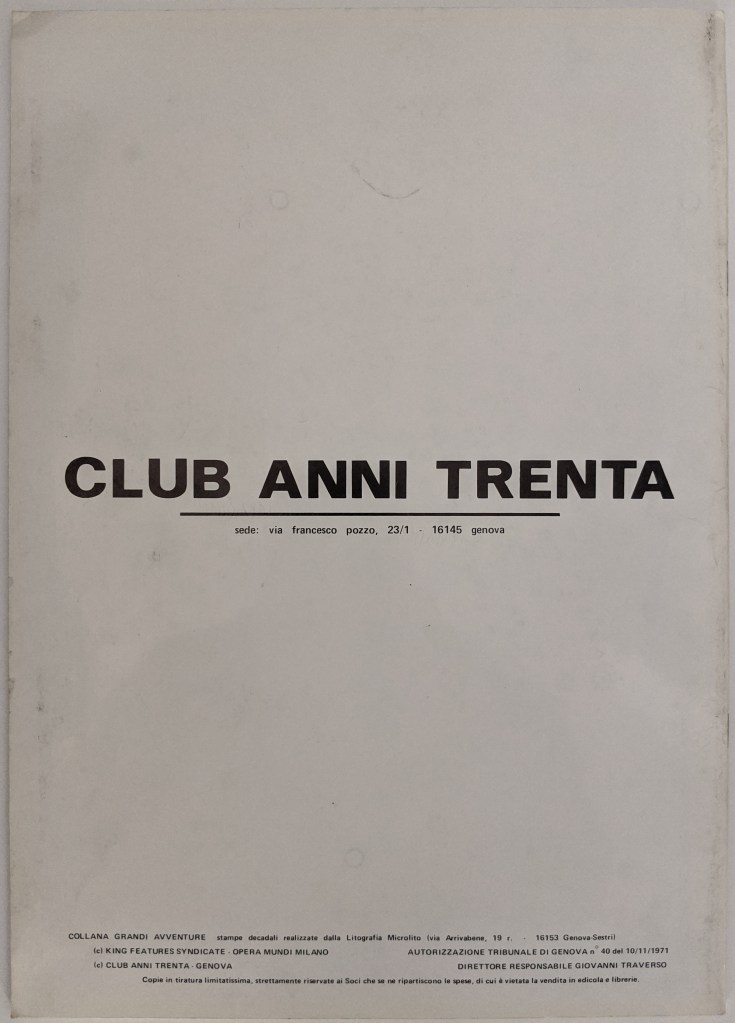 CLUB ANNI TRENTA
sede: via francesco pozzo, 23/1 - 16145 genova
COLLANA GRANDI AVVENTURE stampe decadali realizzate dalla Litografia Microlito (via Arrivabene, 19 r. - 16153 Genova-Sestri)
(c) KING FEATURES SYNDICATE - OPERA MUNDI MILANO AUTORIZZAZIONE TRIBUNALE DI GENOVA n° 40 del 10/11/1971
(c) CLUB ANNI TRENTA - GENOVA DIRETTORE RESPONSABILE GIOVANNI TRAVERSO
Copie in tiratura limitatissima, strettamente riservate ai Soci che se ne ripartiscono le spese, di cui è vietata la vendita in edicola e librerie.